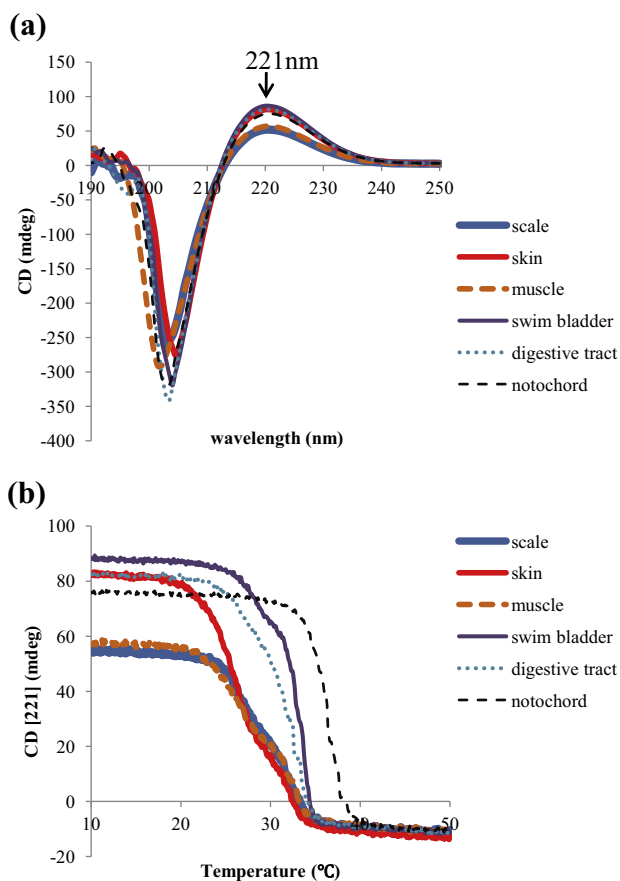 (a)
221nm
150
100
50
0
-50
-100
-150
-200
-250
-300
-350
-400
190 200 210 220 230 240 250
CD (mdeg)
wavelength (nm)
scale
skin
muscle
swim bladder
digestive tract
notochord
(b)
100
80
60
40
20
0
-20
10 20 30 40 50
CD [221] (mdeg)
Temperature (℃)
scale
skin
muscle
swim bladder
digestive tract
notochord